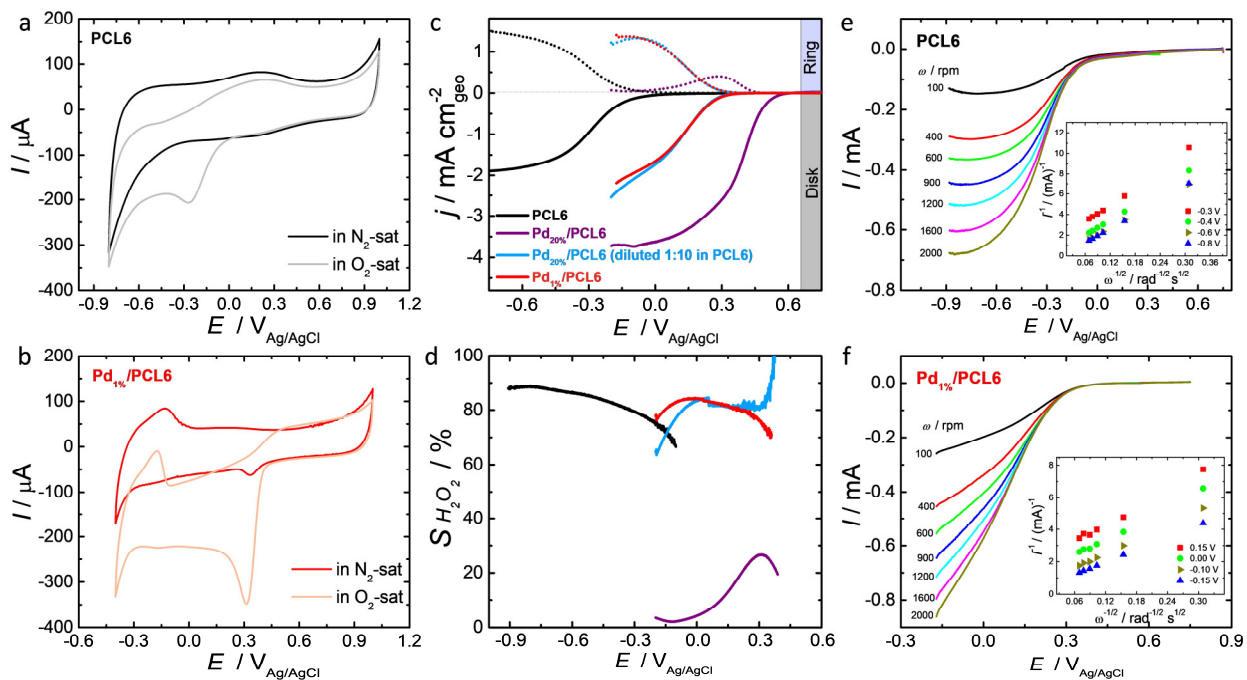 a
PCL6
I / μA
200
100
0
-100
-200
-300
-400
in N2-sat
in O2-sat
-0.9 -0.6 -0.3 0.0 0.3 0.6 0.9 1.2
E / VAg/AgCl
b
Pd1%/PCL6
I / μA
200
100
0
-100
-200
-300
-400
in N2-sat
in O2-sat
-0.9 -0.6 -0.3 0.0 0.3 0.6 0.9 1.2
E / VAg/AgCl
c
j / mA cm-2geo
1
0
-1
-2
-3
-4
Ring
Disk
PCL6
Pd20%/PCL6
Pd20%/PCL6 (diluted 1:10 in PCL6)
Pd1%/PCL6
-0.6 -0.3 0.0 0.3 0.6
E / VAg/AgCl
d
SH2O2 / %
100
80
60
40
20
0
-0.9 -0.6 -0.3 0.0 0.3 0.6
E / VAg/AgCl
e
PCL6
I / mA
0.0
-0.2
-0.4
-0.6
-0.8
ω / rpm
100
400
600
900
1200
1600
2000
I-1 / (mA)-1
12
10
8
6
4
2
0
-0.3 V
-0.4 V
-0.6 V
-0.8 V
0.06 0.12 0.18 0.24 0.30 0.36
ω-1/2 / rad-1/2s1/2
-1.2 -0.9 -0.6 -0.3 0.0 0.3 0.6
E / VAg/AgCl
f
Pd1%/PCL6
I / mA
0.0
-0.2
-0.4
-0.6
-0.8
ω / rpm
100
400
600
900
1200
1600
2000
I-1 / (mA)-1
8
6
4
2
0
0.15 V
0.00 V
-0.10 V
-0.15 V
0.06 0.12 0.18 0.24 0.30
ω-1/2 / rad-1/2s1/2
-0.3 0.0 0.3 0.6 0.9
E / VAg/AgCl